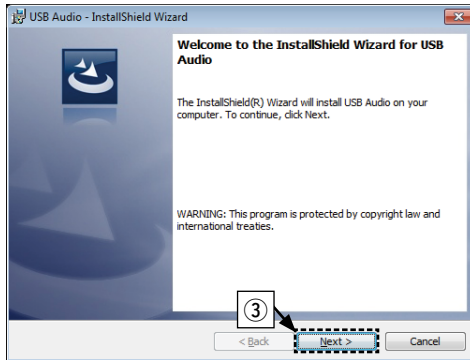 USB Audio - InstallShield Wizard
Welcome to the InstallShield Wizard for USB
Audio
The InstallShield(R) Wizard will install USB Audio on your
computer. To continue, click Next.
WARNING: This program is protected by copyright law and
international treaties.
③
< Back Next > Cancel